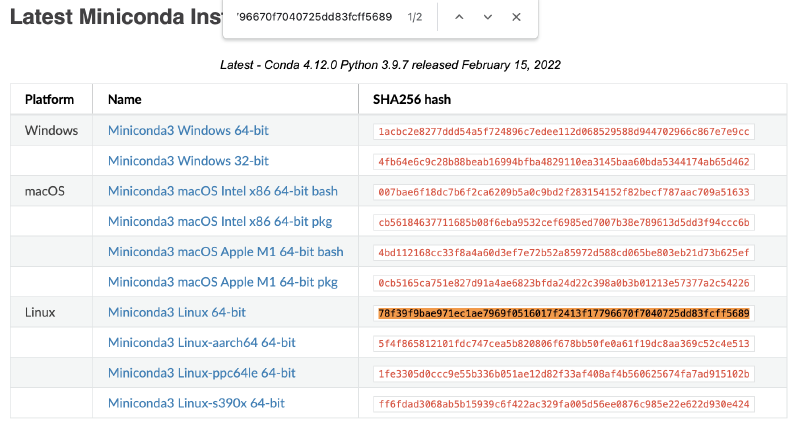 Latest Miniconda Ins
'96670f7040725dd83fcff5689 1/2
Latest - Conda 4.12.0 Python 3.9.7 released February 15, 2022
Platform Name SHA256 hash
Windows Miniconda3 Windows 64-bit 1acbc2e8277ddd54a5f724896c7edee112d068529588d944702966c867e7e9cc
Miniconda3 Windows 32-bit 4fb64e6c9c28b88beab16994bfba4829110ea3145baa60bda5344174ab65d462
macOS Miniconda3 macOS Intel x86 64-bit bash 007bae6f18dc7b6f2ca6209b5a0c9bd2f283154152f82becf787aac709a51633
Miniconda3 macOS Intel x86 64-bit pkg cb56184637711685b08f6eba9532cef6985ed7007b38e789613d5dd3f94ccc6b
Miniconda3 macOS Apple M1 64-bit bash 4bd112168cc33f8a4a60d3ef7e72b52a85972d588cd065be803eb21d73b625ef
Miniconda3 macOS Apple M1 64-bit pkg 0cb5165ca751e827d91a4ae6823bfda24d22c398a0b3b01213e57377a2c54226
Linux Miniconda3 Linux 64-bit 78f39f9bae971ec1ae7969f0516017f2413f17796670f7040725dd83fcff5689
Miniconda3 Linux-aarch64 64-bit 5f4f865812101fdc747cea5b820806f678bb50fe0a61f19dc8aa369c52c4e513
Miniconda3 Linux-ppc64le 64-bit 1fe3305d0ccc9e55b336b051ae12d82f33af408af4b560625674fa7ad915102b
Miniconda3 Linux-s390x 64-bit ff6fdad3068ab5b15939c6f422ac329fa005d56ee0876c985e22e622d930e424